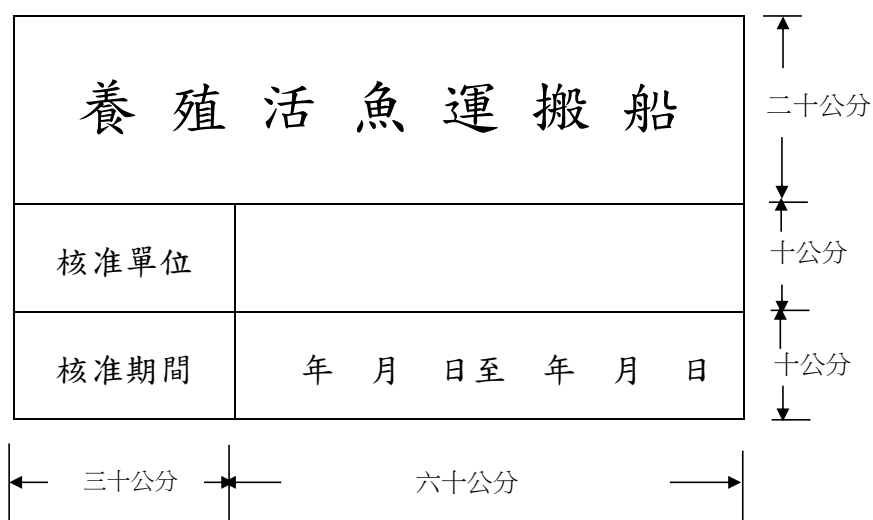 養殖活魚運搬船
二十公分
核准單位
十公分
核准期間 年 月 日至 年 月 日
十公分
三十公分 六十公分